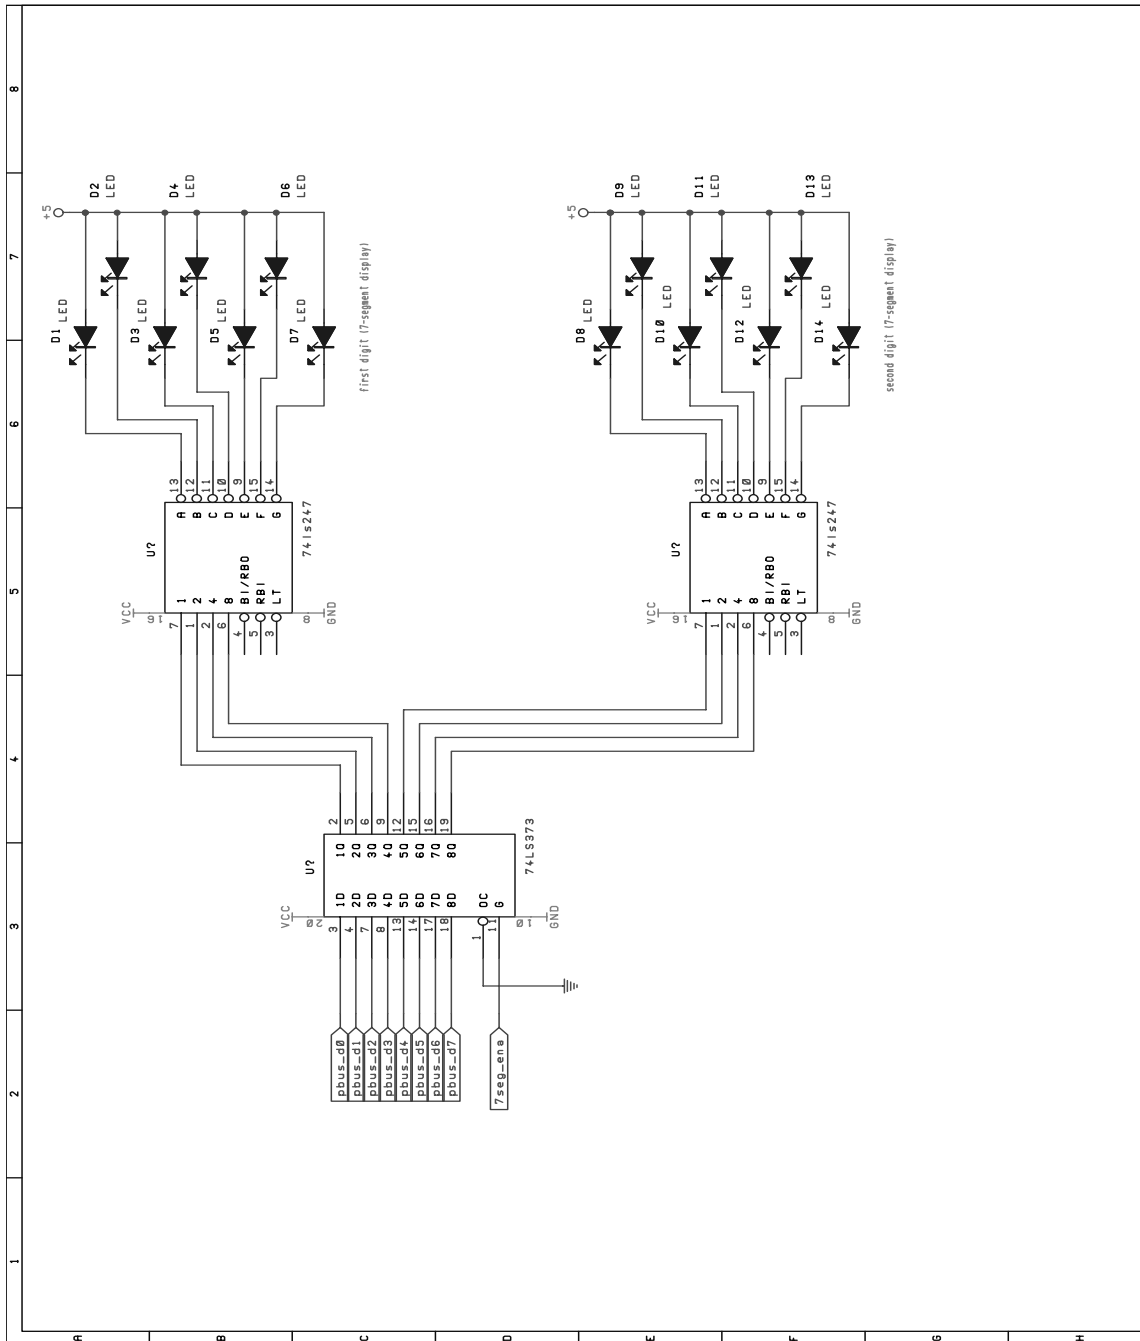 8
7
6
5
4
3
2
1
A
B
C
D
E
F
G
H
+5
D1
LED
D2
LED
D3
LED
D4
LED
D5
LED
D6
LED
D7
LED
first digit (7-segment display)
+5
D8
LED
D9
LED
D10
LED
D11
LED
D12
LED
D13
LED
D14
LED
second digit (7-segment display)
U?
74ls247
VCC
16
GND
8
7 1
1 2
2 4
6 8
4 BI/RBO
5 RBI
3 LT
A 13
B 12
C 11
D 10
E 9
F 15
G 14
U?
74ls247
VCC
16
GND
8
7 1
1 2
2 4
6 8
4 BI/RBO
5 RBI
3 LT
A 13
B 12
C 11
D 10
E 9
F 15
G 14
U?
74LS373
VCC
20
GND
10
3 1D 1Q 2
4 2D 2Q 5
7 3D 3Q 6
8 4D 4Q 9
13 5D 5Q 12
14 6D 6Q 15
17 7D 7Q 16
18 8D 8Q 19
1 OC
11 G
pbus_d0
pbus_d1
pbus_d2
pbus_d3
pbus_d4
pbus_d5
pbus_d6
pbus_d7
7seg_ena